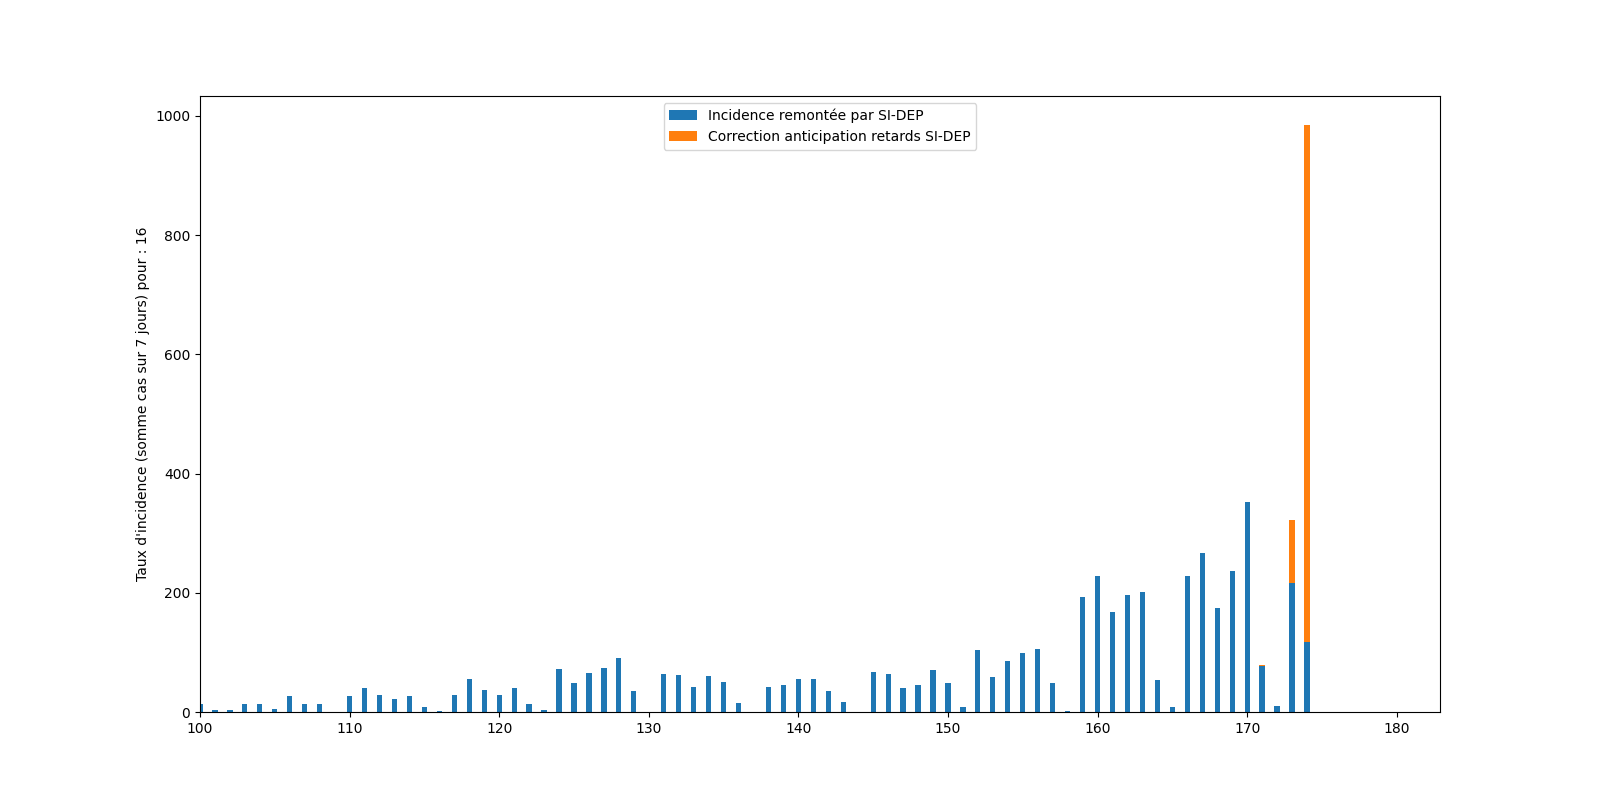 Incidence remontée par SI-DEP
Correction anticipation retards SI-DEP
Taux d'incidence (somme cas sur 7 jours) pour : 16
1000
800
600
400
200
0
100 110 120 130 140 150 160 170 180